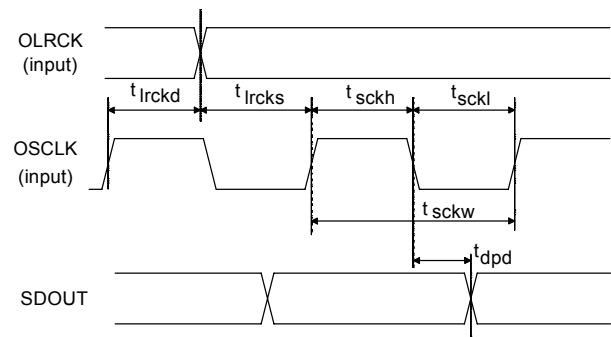 OLRCK
(input)
t lrckd
t lrcks
t sckh
t sckl
OSCLK
(input)
t sckw
t dpd
SDOUT